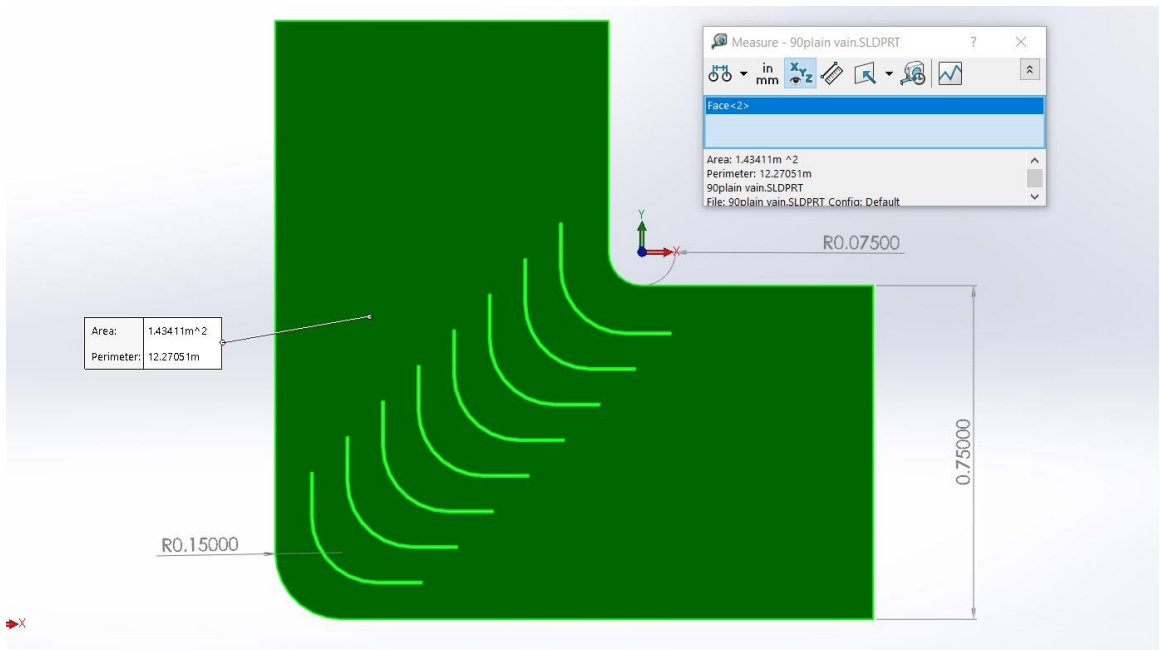 Measure - 90plain vain.SLDPRT
?
in
mm
X
Y
Z
Face<2>
Area: 1.43411m ^2
Perimeter: 12.27051m
90plain vain.SLDPRT
File: 90plain vain.SLDPRT Config: Default
Y
X
R0.07500
Area: 1.43411m^2
Perimeter: 12.27051m
0.75000
R0.15000
X